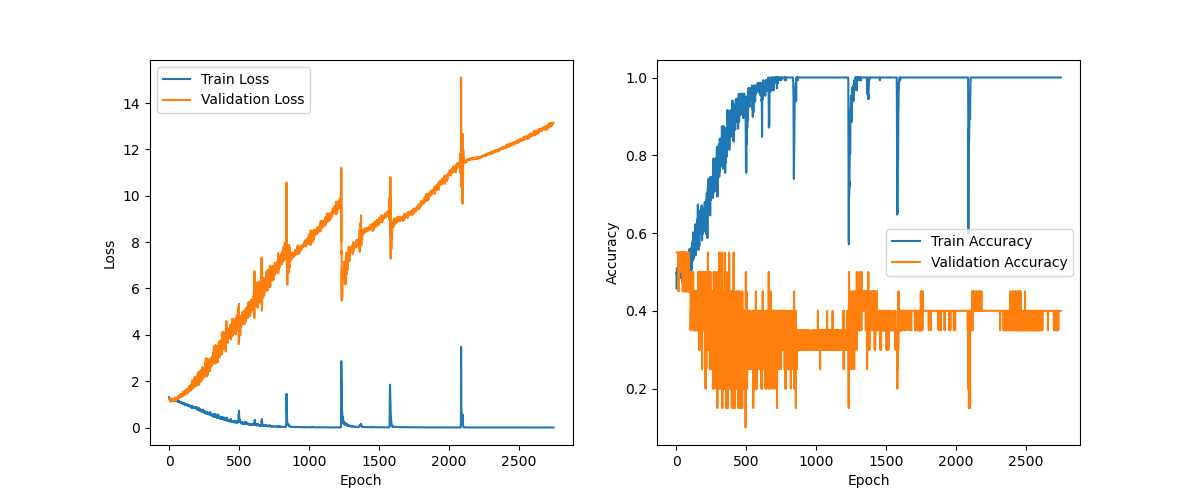 Train Loss
Validation Loss
Loss
14
12
10
8
6
4
2
0
0 500 1000 1500 2000 2500
Epoch
Train Accuracy
Validation Accuracy
Accuracy
1.0
0.8
0.6
0.4
0.2
0 500 1000 1500 2000 2500
Epoch